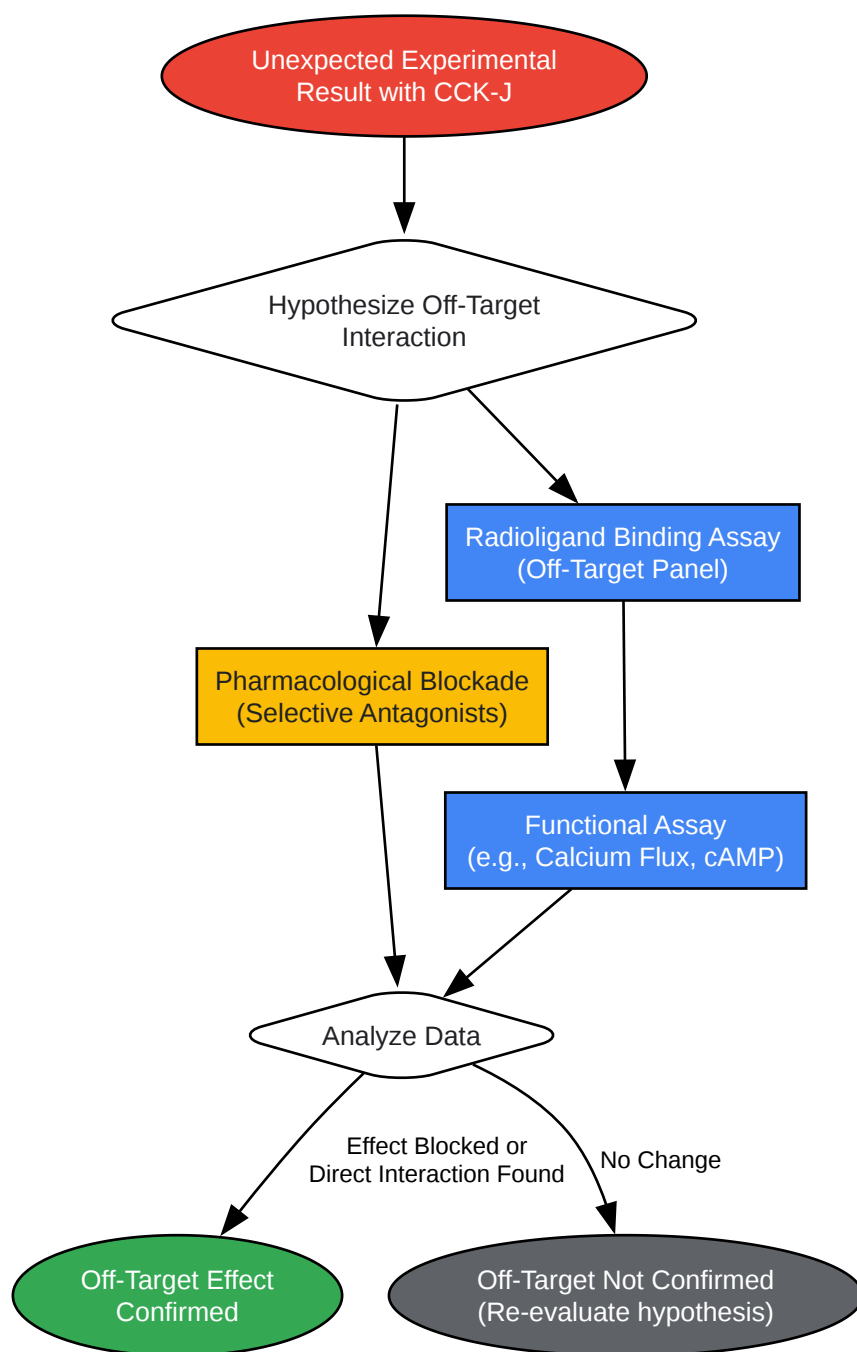 Unexpected Experimental
Result with CCK-J
Hypothesize Off-Target
Interaction
Radioligand Binding Assay
(Off-Target Panel)
Pharmacological Blockade
(Selective Antagonists)
Functional Assay
(e.g., Calcium Flux, cAMP)
Analyze Data
Effect Blocked or
Direct Interaction Found
No Change
Off-Target Effect
Confirmed
Off-Target Not Confirmed
(Re-evaluate hypothesis)